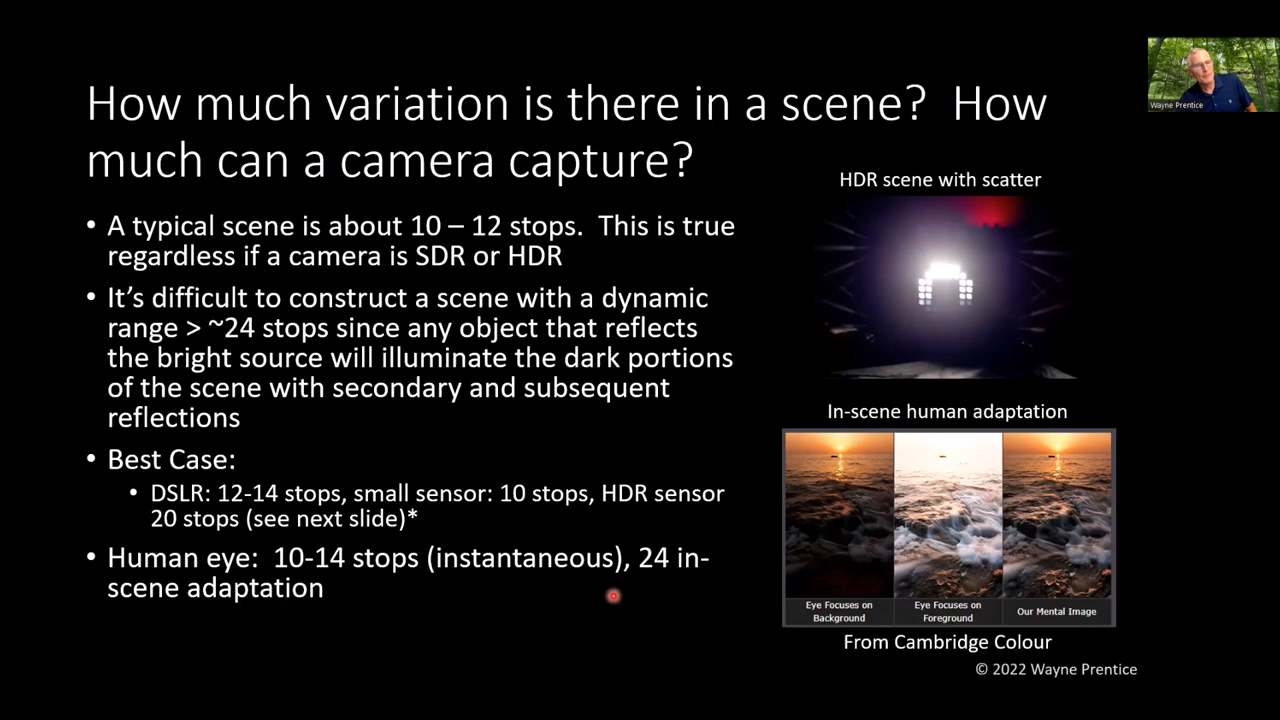 How much variation is there in a scene?  How
much can a camera capture?
• A typical scene is about 10 – 12 stops.  This is true
regardless if a camera is SDR or HDR
• It’s difficult to construct a scene with a dynamic
range > ~24 stops since any object that reflects
the bright source will illuminate the dark portions
of the scene with secondary and subsequent
reflections
• Best Case:
• DSLR: 12-14 stops, small sensor: 10 stops, HDR sensor
20 stops (see next slide)*
• Human eye:  10-14 stops (instantaneous), 24 in-
scene adaptation
Wayne Prentice
HDR scene with scatter
In-scene human adaptation
Eye Focuses on
Background
Eye Focuses on
Foreground
Our Mental Image
From Cambridge Colour
© 2022 Wayne Prentice